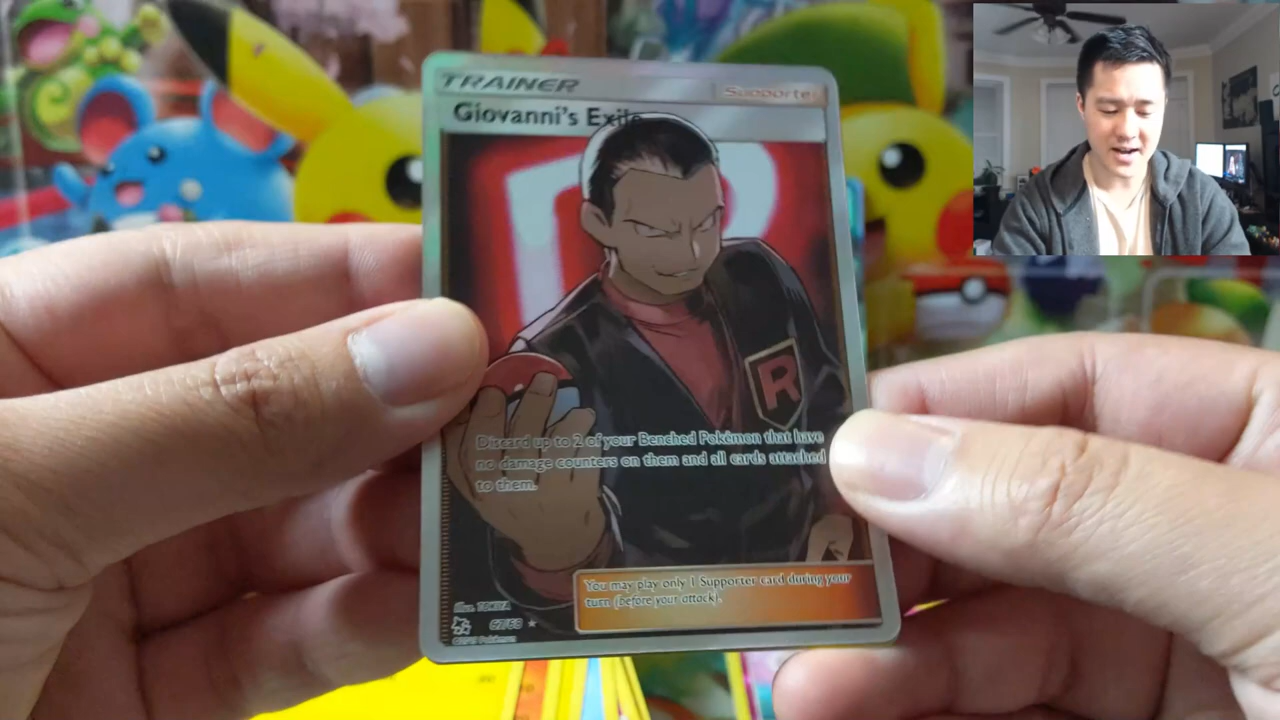 TRAINER
Supporter
Giovanni's Exile
R
Discard up to 2 of your Benched Pokémon that have
no damage counters on them and all cards attached
to them.
You may play only 1 Supporter card during your
turn (before your attack).
67/68